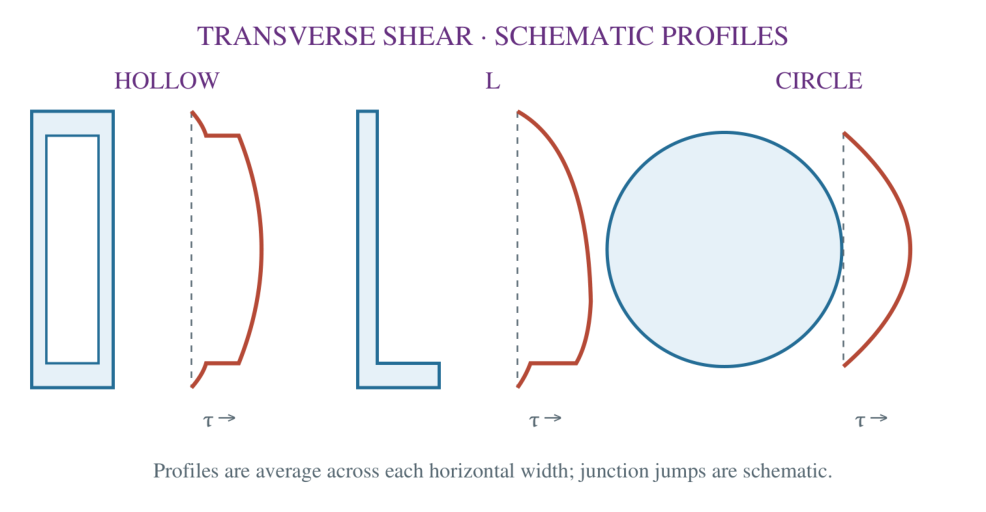 TRANSVERSE SHEAR · SCHEMATIC PROFILES
HOLLOW
L
CIRCLE
τ →
τ →
τ →
Profiles are average across each horizontal width; junction jumps are schematic.